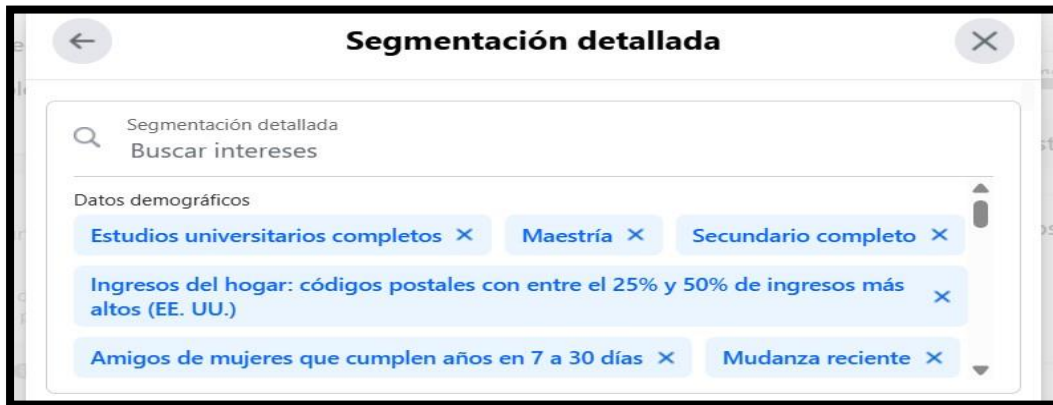 Segmentación detallada
Segmentación detallada
Buscar intereses
Datos demográficos
Estudios universitarios completos Maestría Secundario completo
Ingresos del hogar: códigos postales con entre el 25% y 50% de ingresos más
altos (EE. UU.)
Amigos de mujeres que cumplen años en 7 a 30 días Mudanza reciente